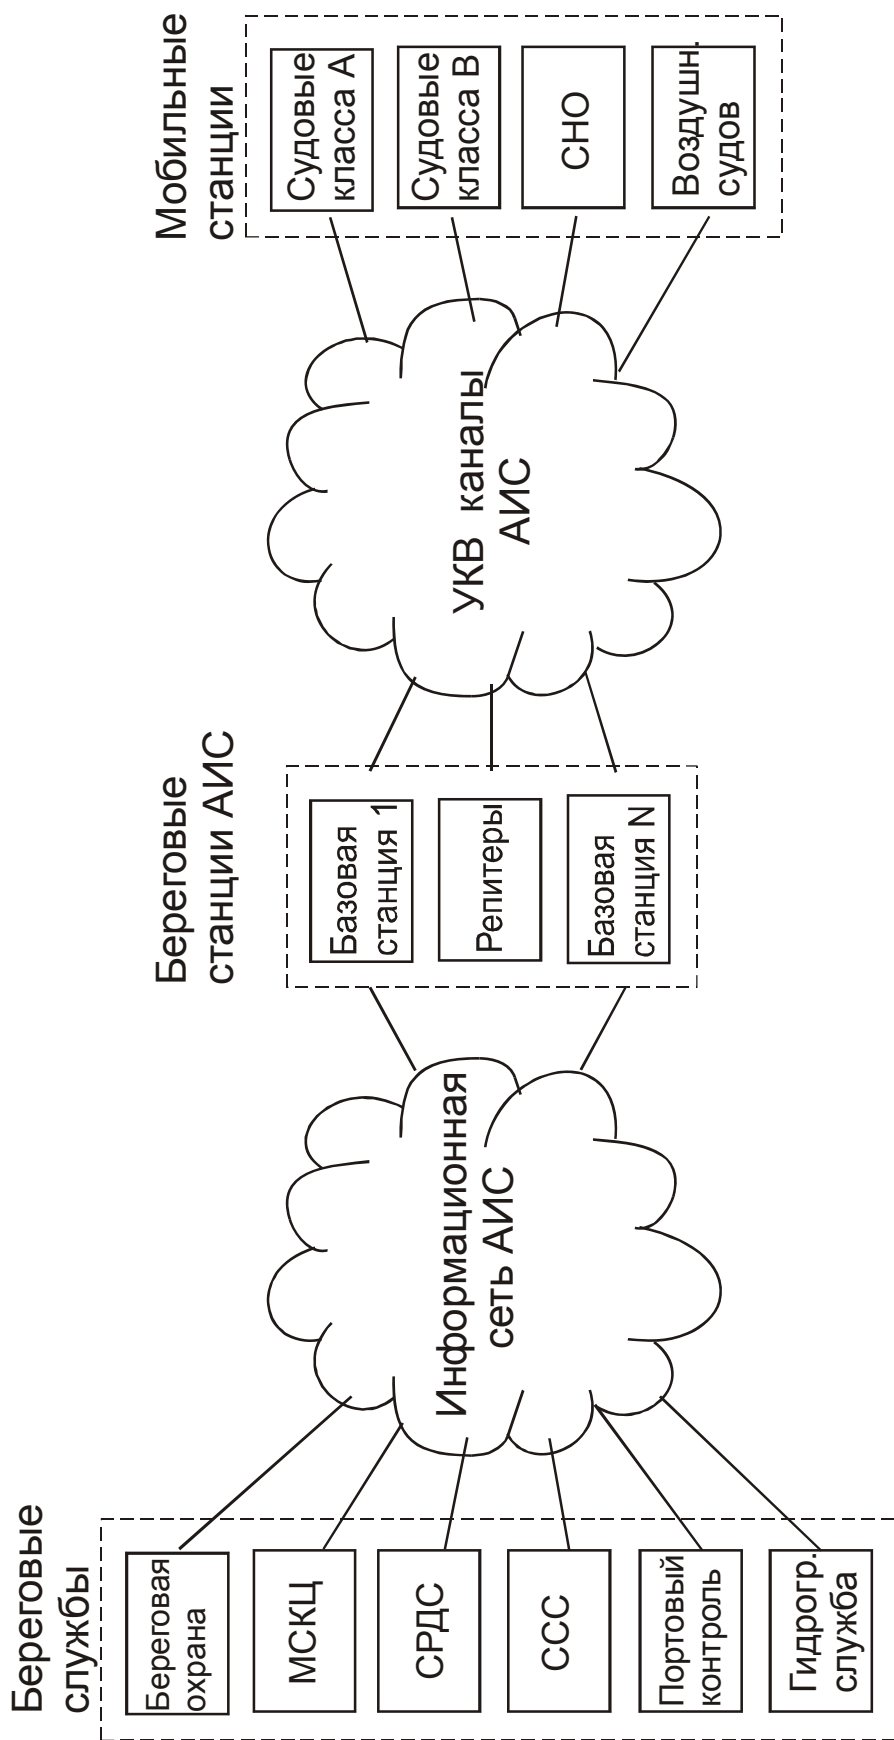 Береговые
службы
Береговая
охрана
МСКЦ
СРДС
ССС
Портовый
контроль
Гидрогр.
служба
Информационная
сеть АИС
Береговые
станции АИС
Базовая
станция 1
Репитеры
Базовая
станция N
УКВ каналы
АИС
Мобильные
станции
Судовые
класса А
Судовые
класса В
СНО
Воздушн.
судов